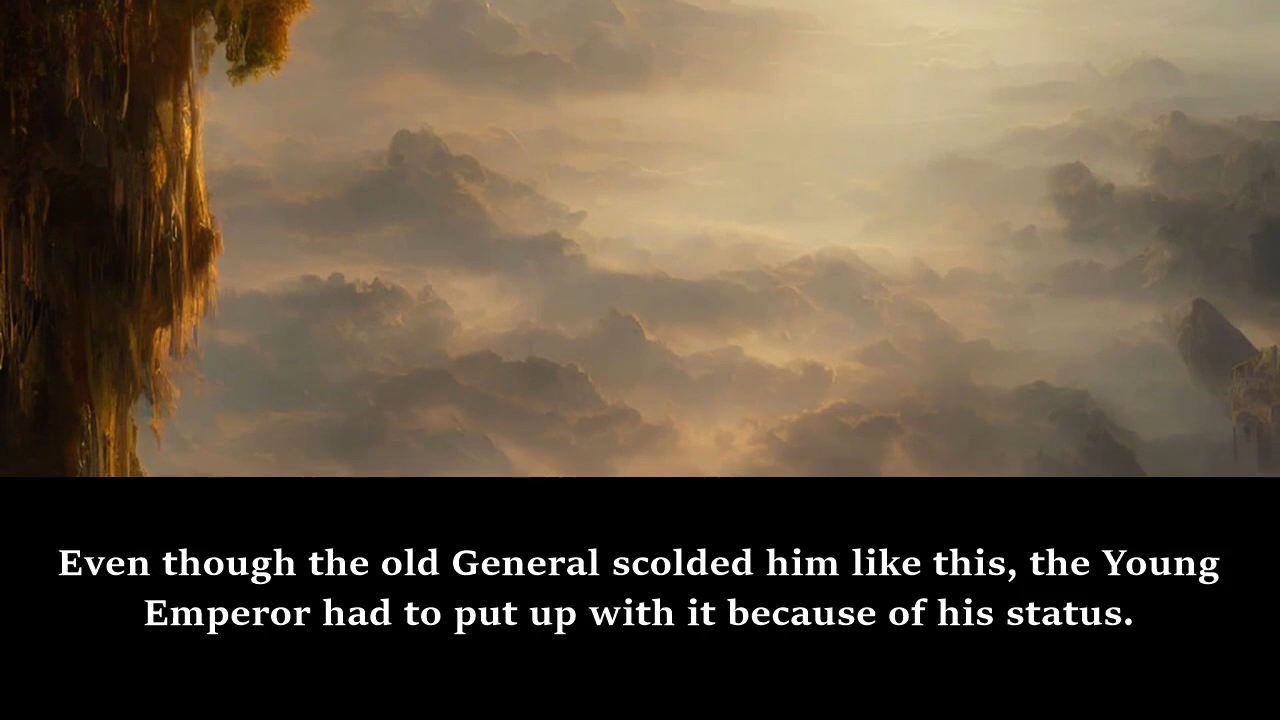 Even though the old General scolded him like this, the Young
Emperor had to put up with it because of his status.